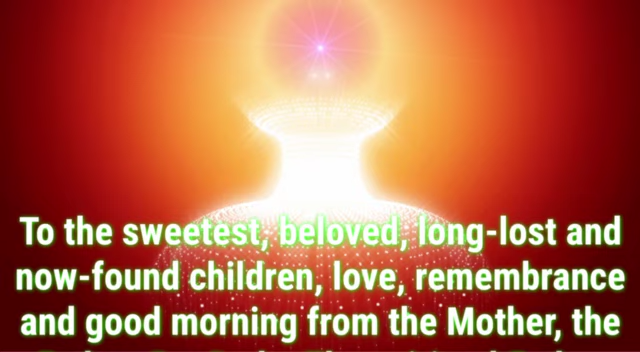 To the sweetest, beloved, long-lost and
now-found children, love, remembrance
and good morning from the Mother, the